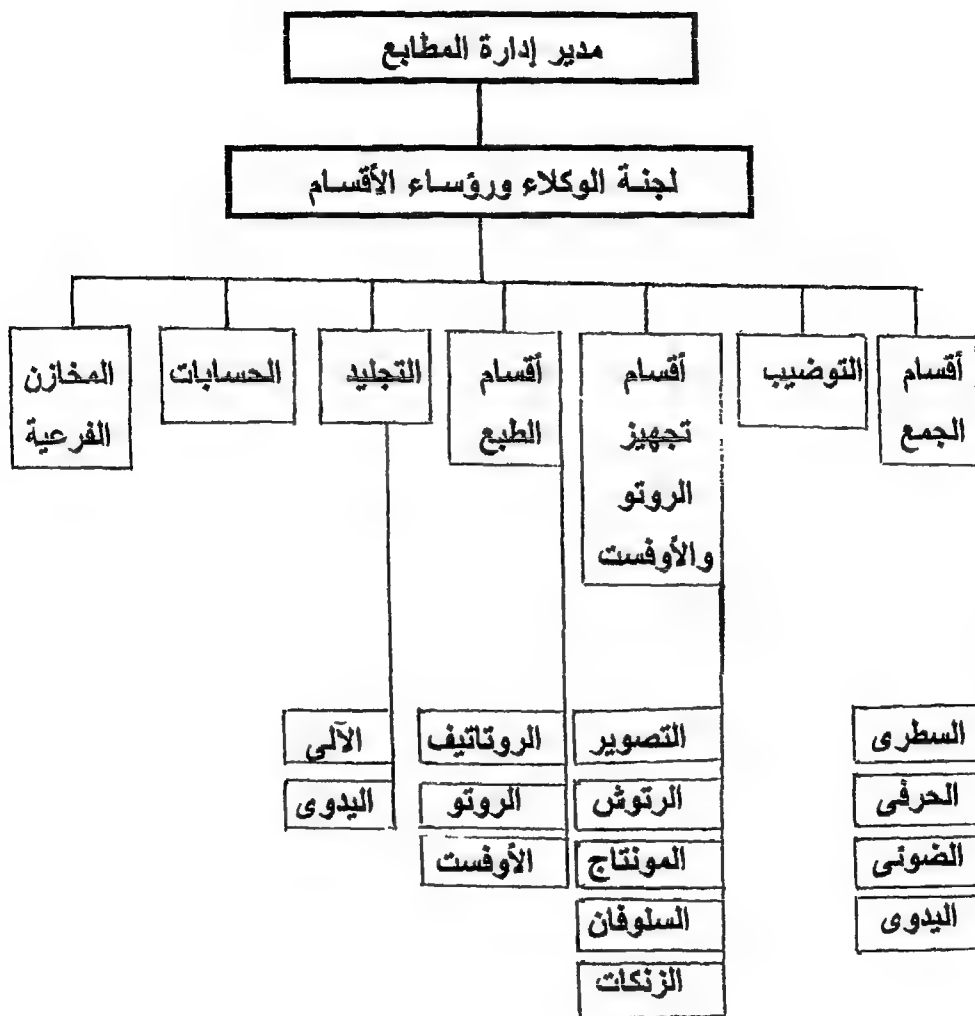 مدير إدارة المطابع
لجنة الوكلاء ورؤساء الأقسام
أقسام
الجمع
التوضيب
أقسام
تجهيز
الروتو
والأوفست
أقسام
الطبع
التجليد
الحسابات
المخازن
الفرعية
السطرى
الحرفى
الضوئى
اليدوى
التصوير
الرتوش
المونتاج
السلوفان
الزنكات
الروتاتيف
الروتو
الأوفست
الآلى
اليدوى